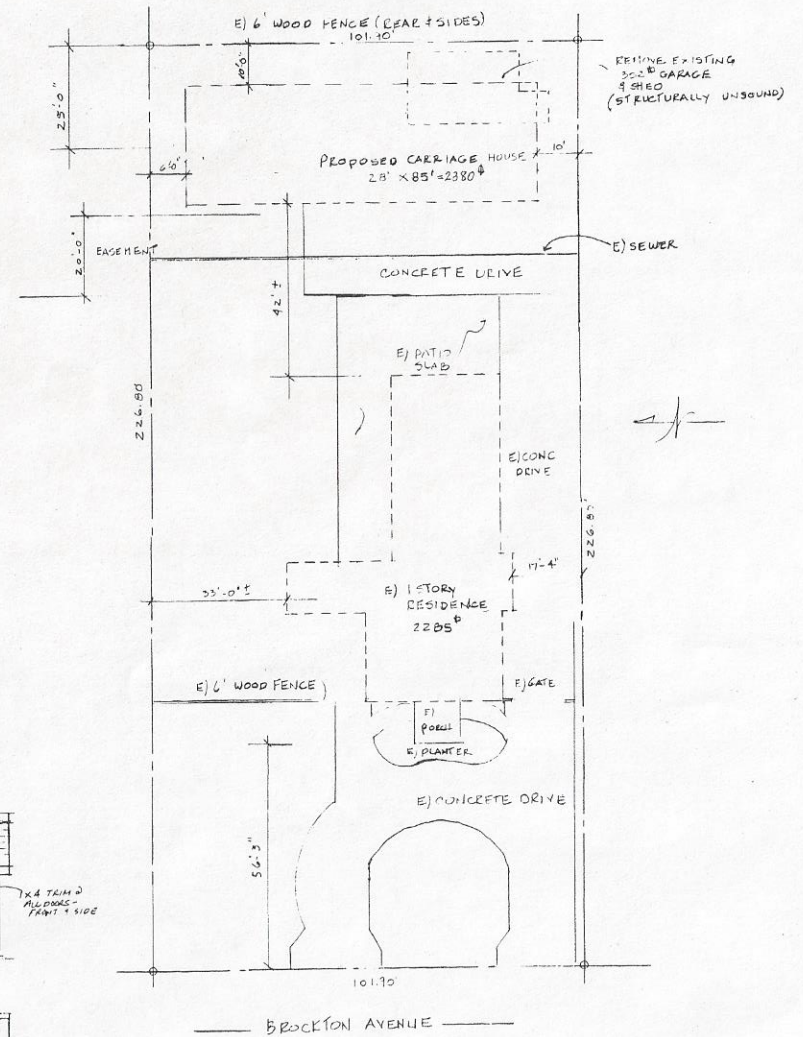 E) 6' WOOD FENCE (REAR & SIDES)
101.90'
25'-0"
10'-0"
REMOVE EXISTING
352⌀ GARAGE
& SHED
(STRUCTURALLY UNSOUND)
PROPOSED CARRIAGE HOUSE
28' X 85' = 2380⌀
10'
6'-0"
20'-0"
EASEMENT
E) SEWER
CONCRETE DRIVE
42' ±
E) PATIO
SLAB
226.80
E) CONC
DRIVE
226.80'
17'-4"
33'-0" ±
E) 1 STORY
RESIDENCE
2285⌀
E) 6' WOOD FENCE
E) GATE
E)
PORCH
E) PLANTER
E) CONCRETE DRIVE
56'-3"
1X4 TRIM @
ALL DOORS -
FRONT & SIDE
101.90'
BROCKTON AVENUE